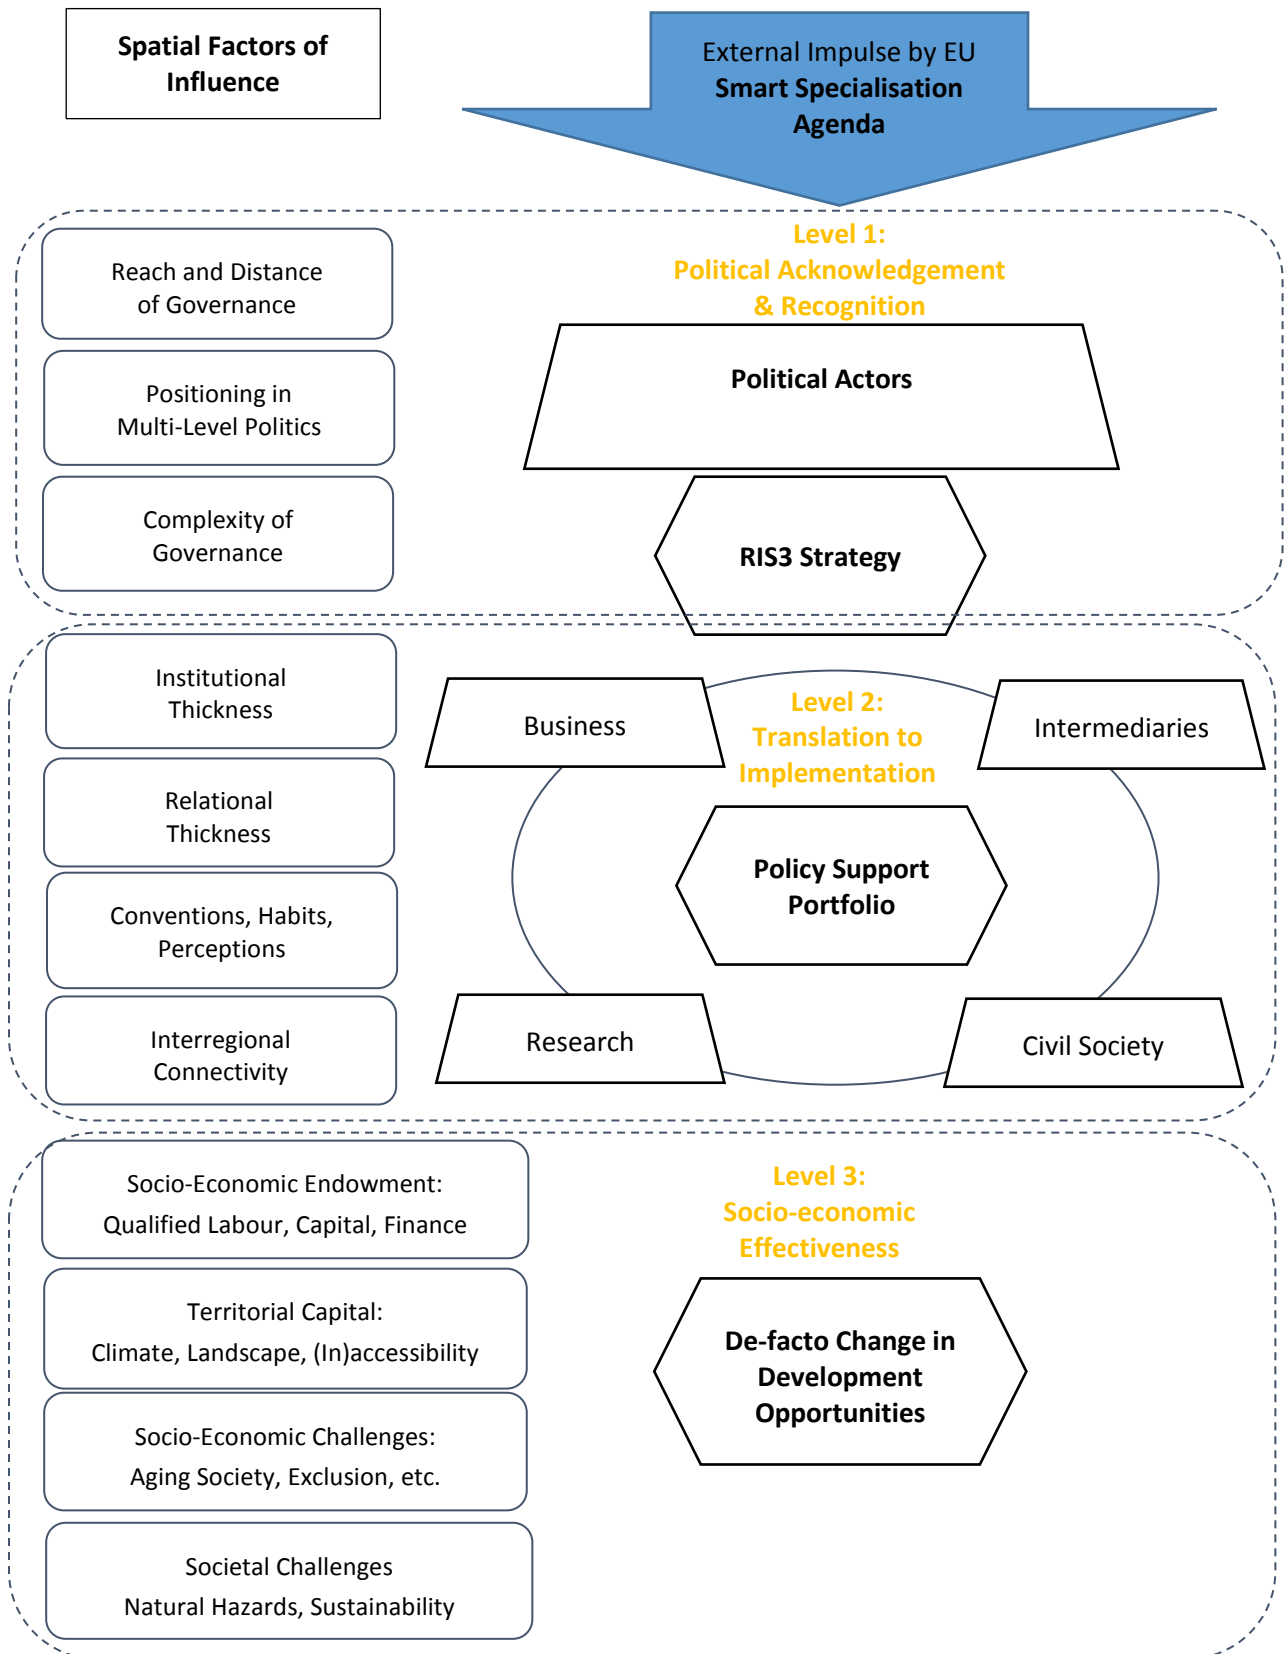 Spatial Factors of
Influence
External Impulse by EU
Smart Specialisation
Agenda
Level 1:
Political Acknowledgement
& Recognition
Reach and Distance
of Governance
Political Actors
Positioning in
Multi-Level Politics
Complexity of
Governance
RIS3 Strategy
Institutional
Thickness
Business
Level 2:
Translation to
Implementation
Intermediaries
Relational
Thickness
Policy Support
Portfolio
Conventions, Habits,
Perceptions
Interregional
Connectivity
Research
Civil Society
Socio-Economic Endowment:
Qualified Labour, Capital, Finance
Level 3:
Socio-economic
Effectiveness
Territorial Capital:
Climate, Landscape, (In)accessibility
De-facto Change in
Development
Opportunities
Socio-Economic Challenges:
Aging Society, Exclusion, etc.
Societal Challenges
Natural Hazards, Sustainability